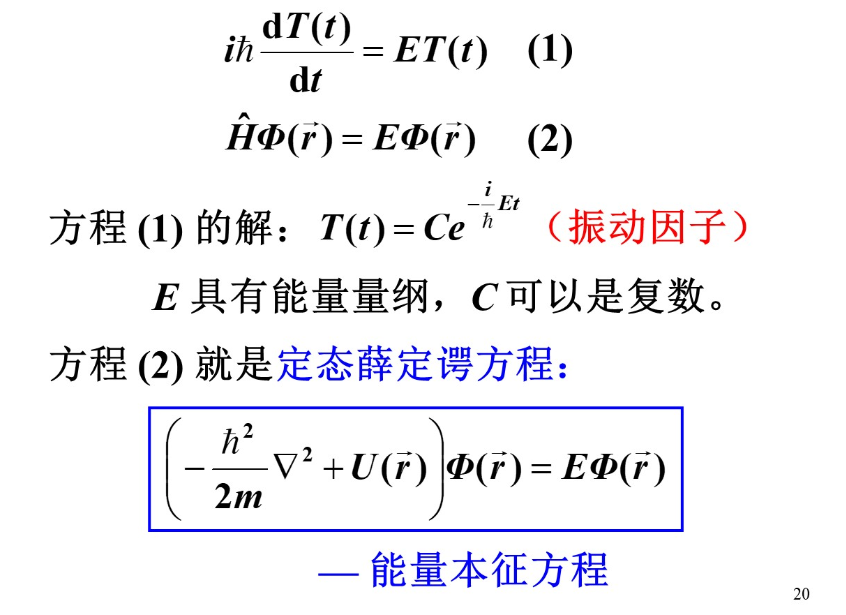 iħ dT(t)/dt = ET(t) (1)
ĤΦ(r⃗) = EΦ(r⃗) (2)
方程 (1) 的解： T(t) = Ce^{-\frac{i}{ħ}Et} （振动因子）
E 具有能量量纲，C 可以是复数。
方程 (2) 就是定态薛定谔方程：
(-\frac{ħ²}{2m}∇² + U(r⃗))Φ(r⃗) = EΦ(r⃗)
— 能量本征方程
20